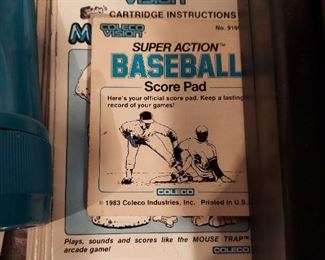 VISION
CARTRIDGE INSTRUCTIONS
COLECO
VISION
No. 919
SUPER ACTION™
BASEBALL
Score Pad
Here's your official score pad. Keep a lasting
record of your games!
COLECO
© 1983 Coleco Industries, Inc. Printed in U.S.
Plays, sounds and scores like the MOUSE TRAP™
arcade game!
COLECO